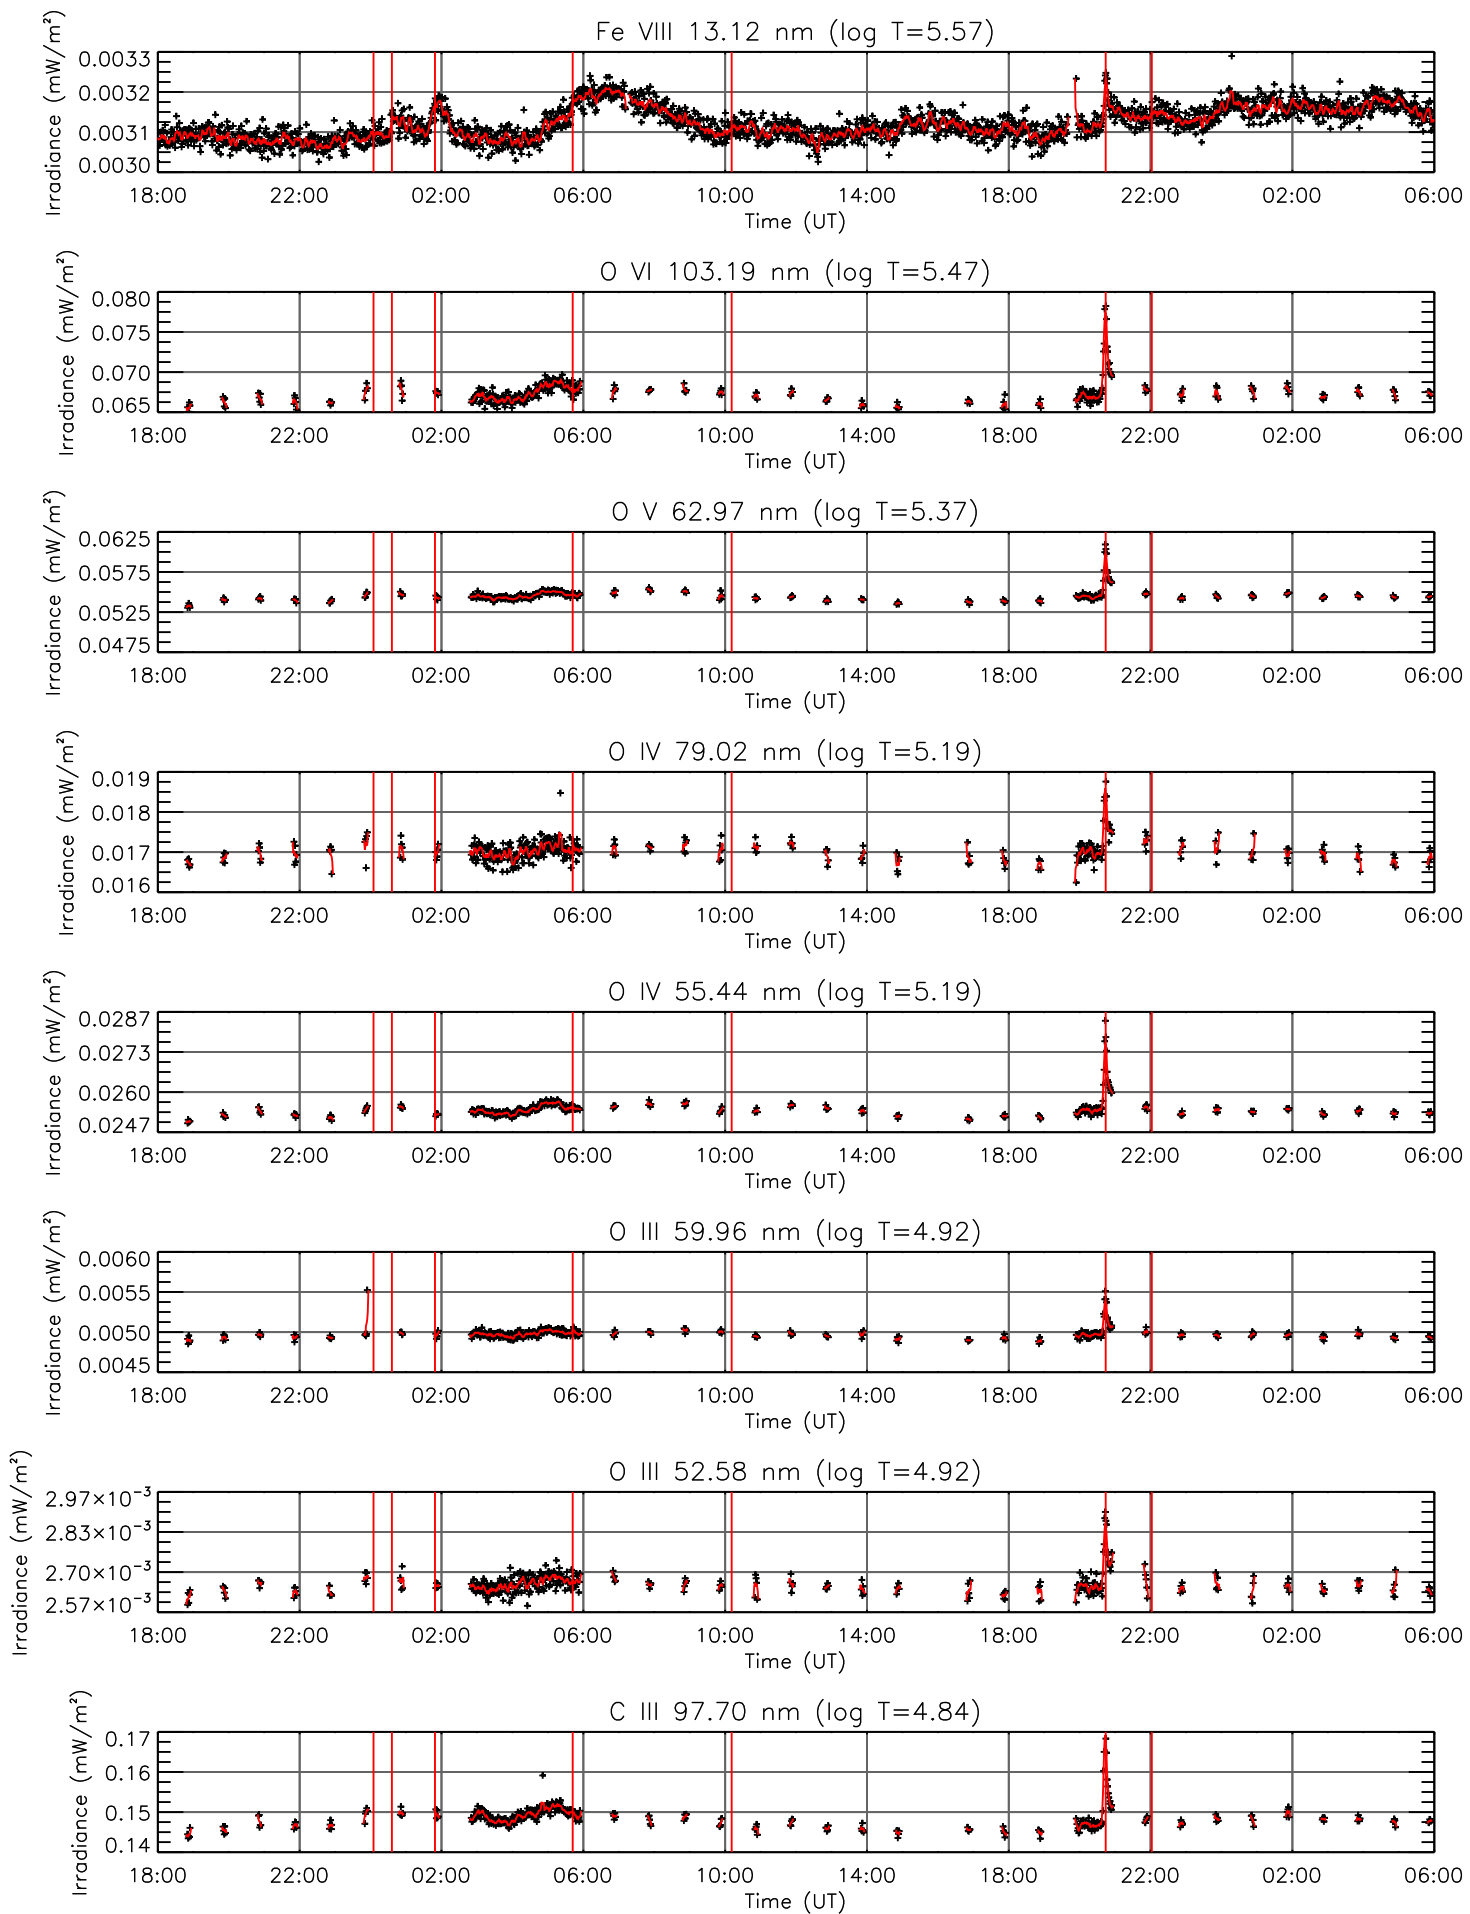 Fe VIII 13.12 nm (log T=5.57)
Irradiance (mW/m²)
0.0033
0.0032
0.0031
0.0030
18:00 22:00 02:00 06:00 10:00 14:00 18:00 22:00 02:00 06:00
Time (UT)
O VI 103.19 nm (log T=5.47)
Irradiance (mW/m²)
0.080
0.075
0.070
0.065
18:00 22:00 02:00 06:00 10:00 14:00 18:00 22:00 02:00 06:00
Time (UT)
O V 62.97 nm (log T=5.37)
Irradiance (mW/m²)
0.0625
0.0575
0.0525
0.0475
18:00 22:00 02:00 06:00 10:00 14:00 18:00 22:00 02:00 06:00
Time (UT)
O IV 79.02 nm (log T=5.19)
Irradiance (mW/m²)
0.019
0.018
0.017
0.016
18:00 22:00 02:00 06:00 10:00 14:00 18:00 22:00 02:00 06:00
Time (UT)
O IV 55.44 nm (log T=5.19)
Irradiance (mW/m²)
0.0287
0.0273
0.0260
0.0247
18:00 22:00 02:00 06:00 10:00 14:00 18:00 22:00 02:00 06:00
Time (UT)
O III 59.96 nm (log T=4.92)
Irradiance (mW/m²)
0.0060
0.0055
0.0050
0.0045
18:00 22:00 02:00 06:00 10:00 14:00 18:00 22:00 02:00 06:00
Time (UT)
O III 52.58 nm (log T=4.92)
Irradiance (mW/m²)
2.97×10⁻³
2.83×10⁻³
2.70×10⁻³
2.57×10⁻³
18:00 22:00 02:00 06:00 10:00 14:00 18:00 22:00 02:00 06:00
Time (UT)
C III 97.70 nm (log T=4.84)
Irradiance (mW/m²)
0.17
0.16
0.15
0.14
18:00 22:00 02:00 06:00 10:00 14:00 18:00 22:00 02:00 06:00
Time (UT)